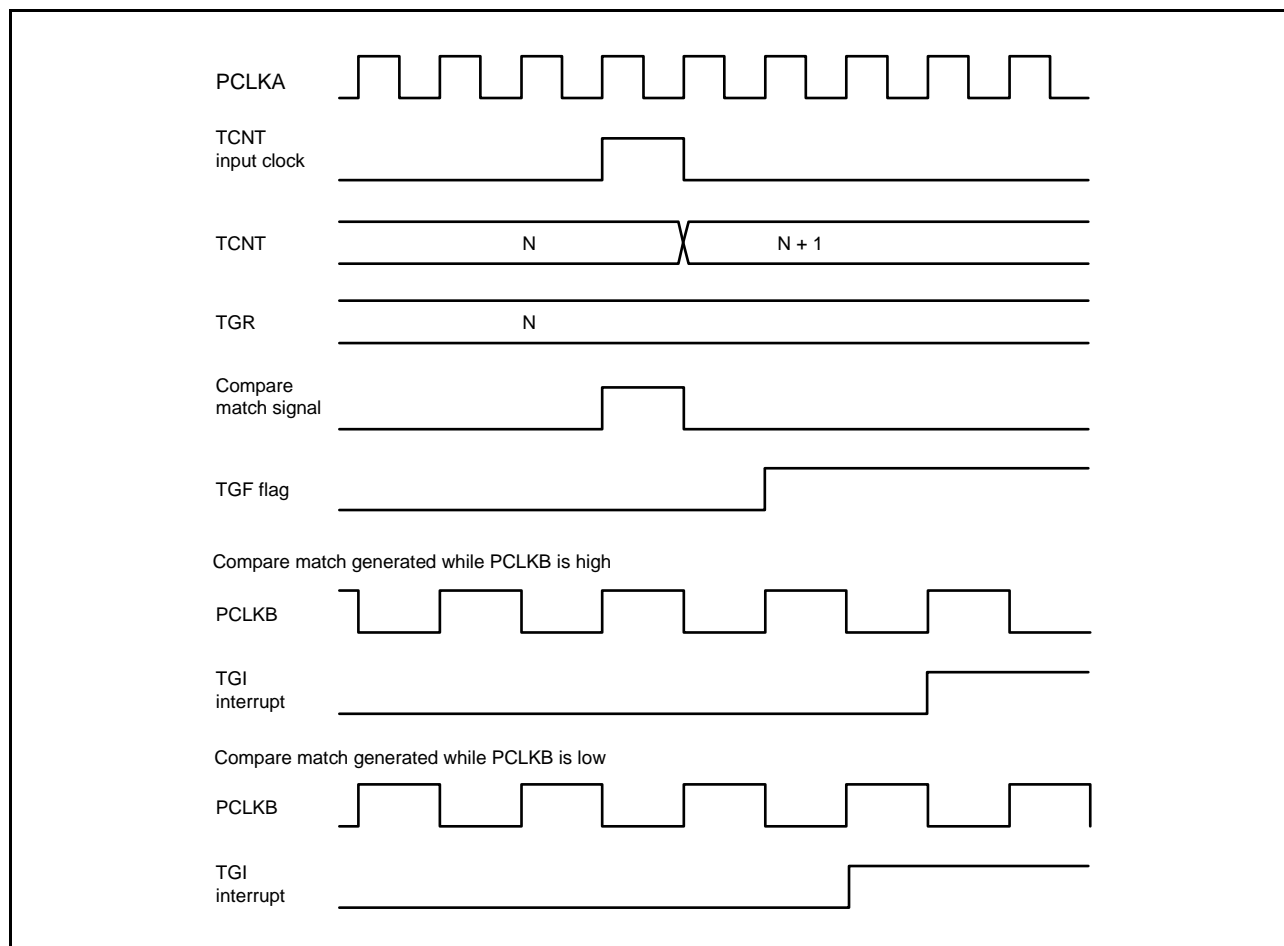 PCLKA
TCNT
input clock
TCNT
N
N + 1
TGR
N
Compare
match signal
TGF flag
Compare match generated while PCLKB is high
PCLKB
TGI
interrupt
Compare match generated while PCLKB is low
PCLKB
TGI
interrupt